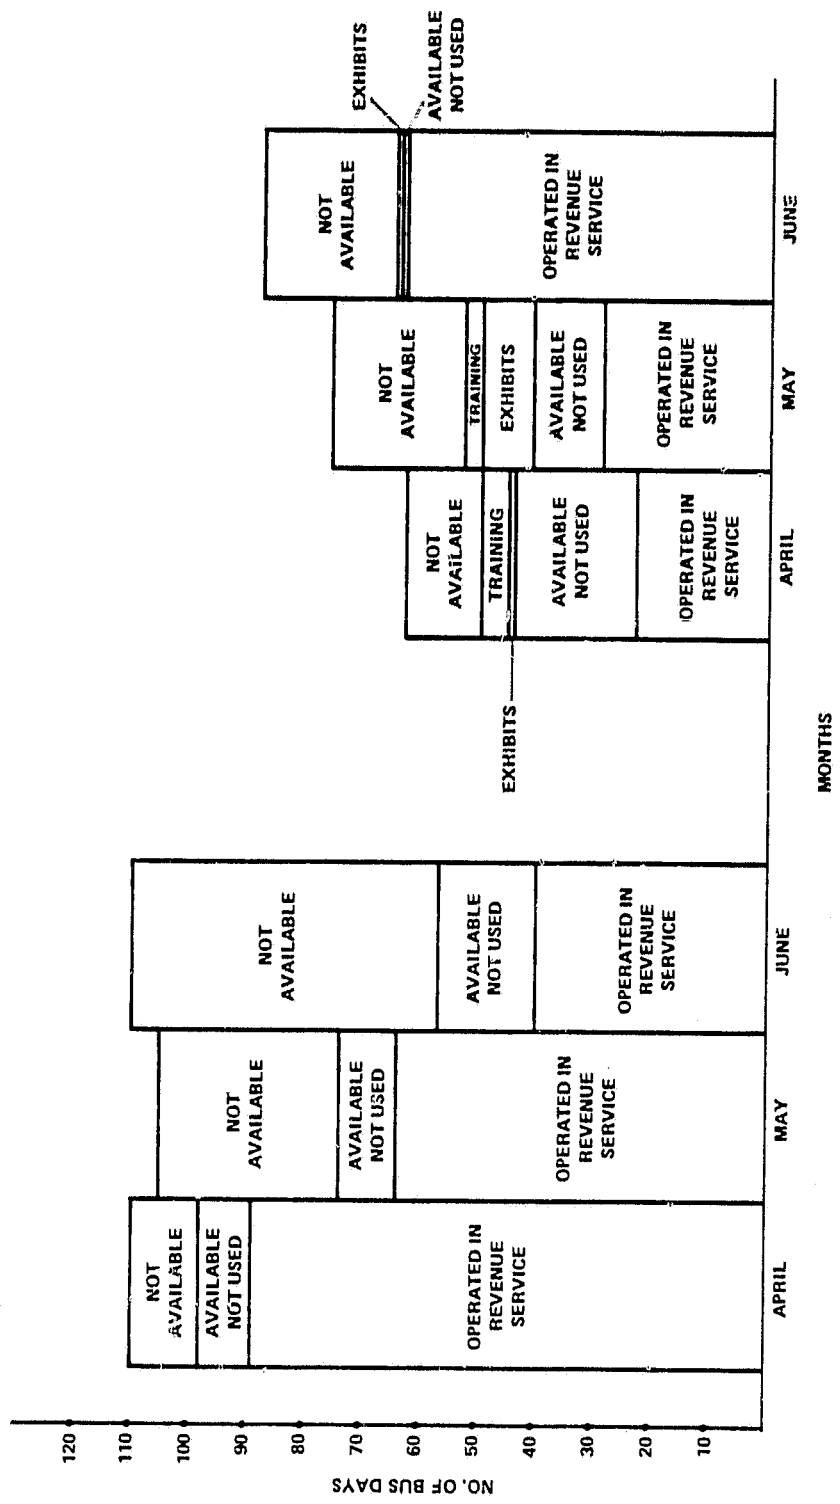 NO. OF BUS DAYS
120
110
100
90
80
70
60
50
40
30
20
10
NOT
AVAILABLE
AVAILABLE
NOT USED
OPERATED IN
REVENUE
SERVICE
APRIL
NOT
AVAILABLE
AVAILABLE
NOT USED
OPERATED IN
REVENUE
SERVICE
MAY
NOT
AVAILABLE
AVAILABLE
NOT USED
OPERATED IN
REVENUE
SERVICE
JUNE
EXHIBITS
NOT
AVAILABLE
TRAINING
AVAILABLE
NOT USED
OPERATED IN
REVENUE
SERVICE
APRIL
NOT
AVAILABLE
TRAINING
EXHIBITS
AVAILABLE
NOT USED
OPERATED IN
REVENUE
SERVICE
MAY
NOT
AVAILABLE
OPERATED IN
REVENUE
SERVICE
JUNE
EXHIBITS
AVAILABLE
NOT USED
MONTHS